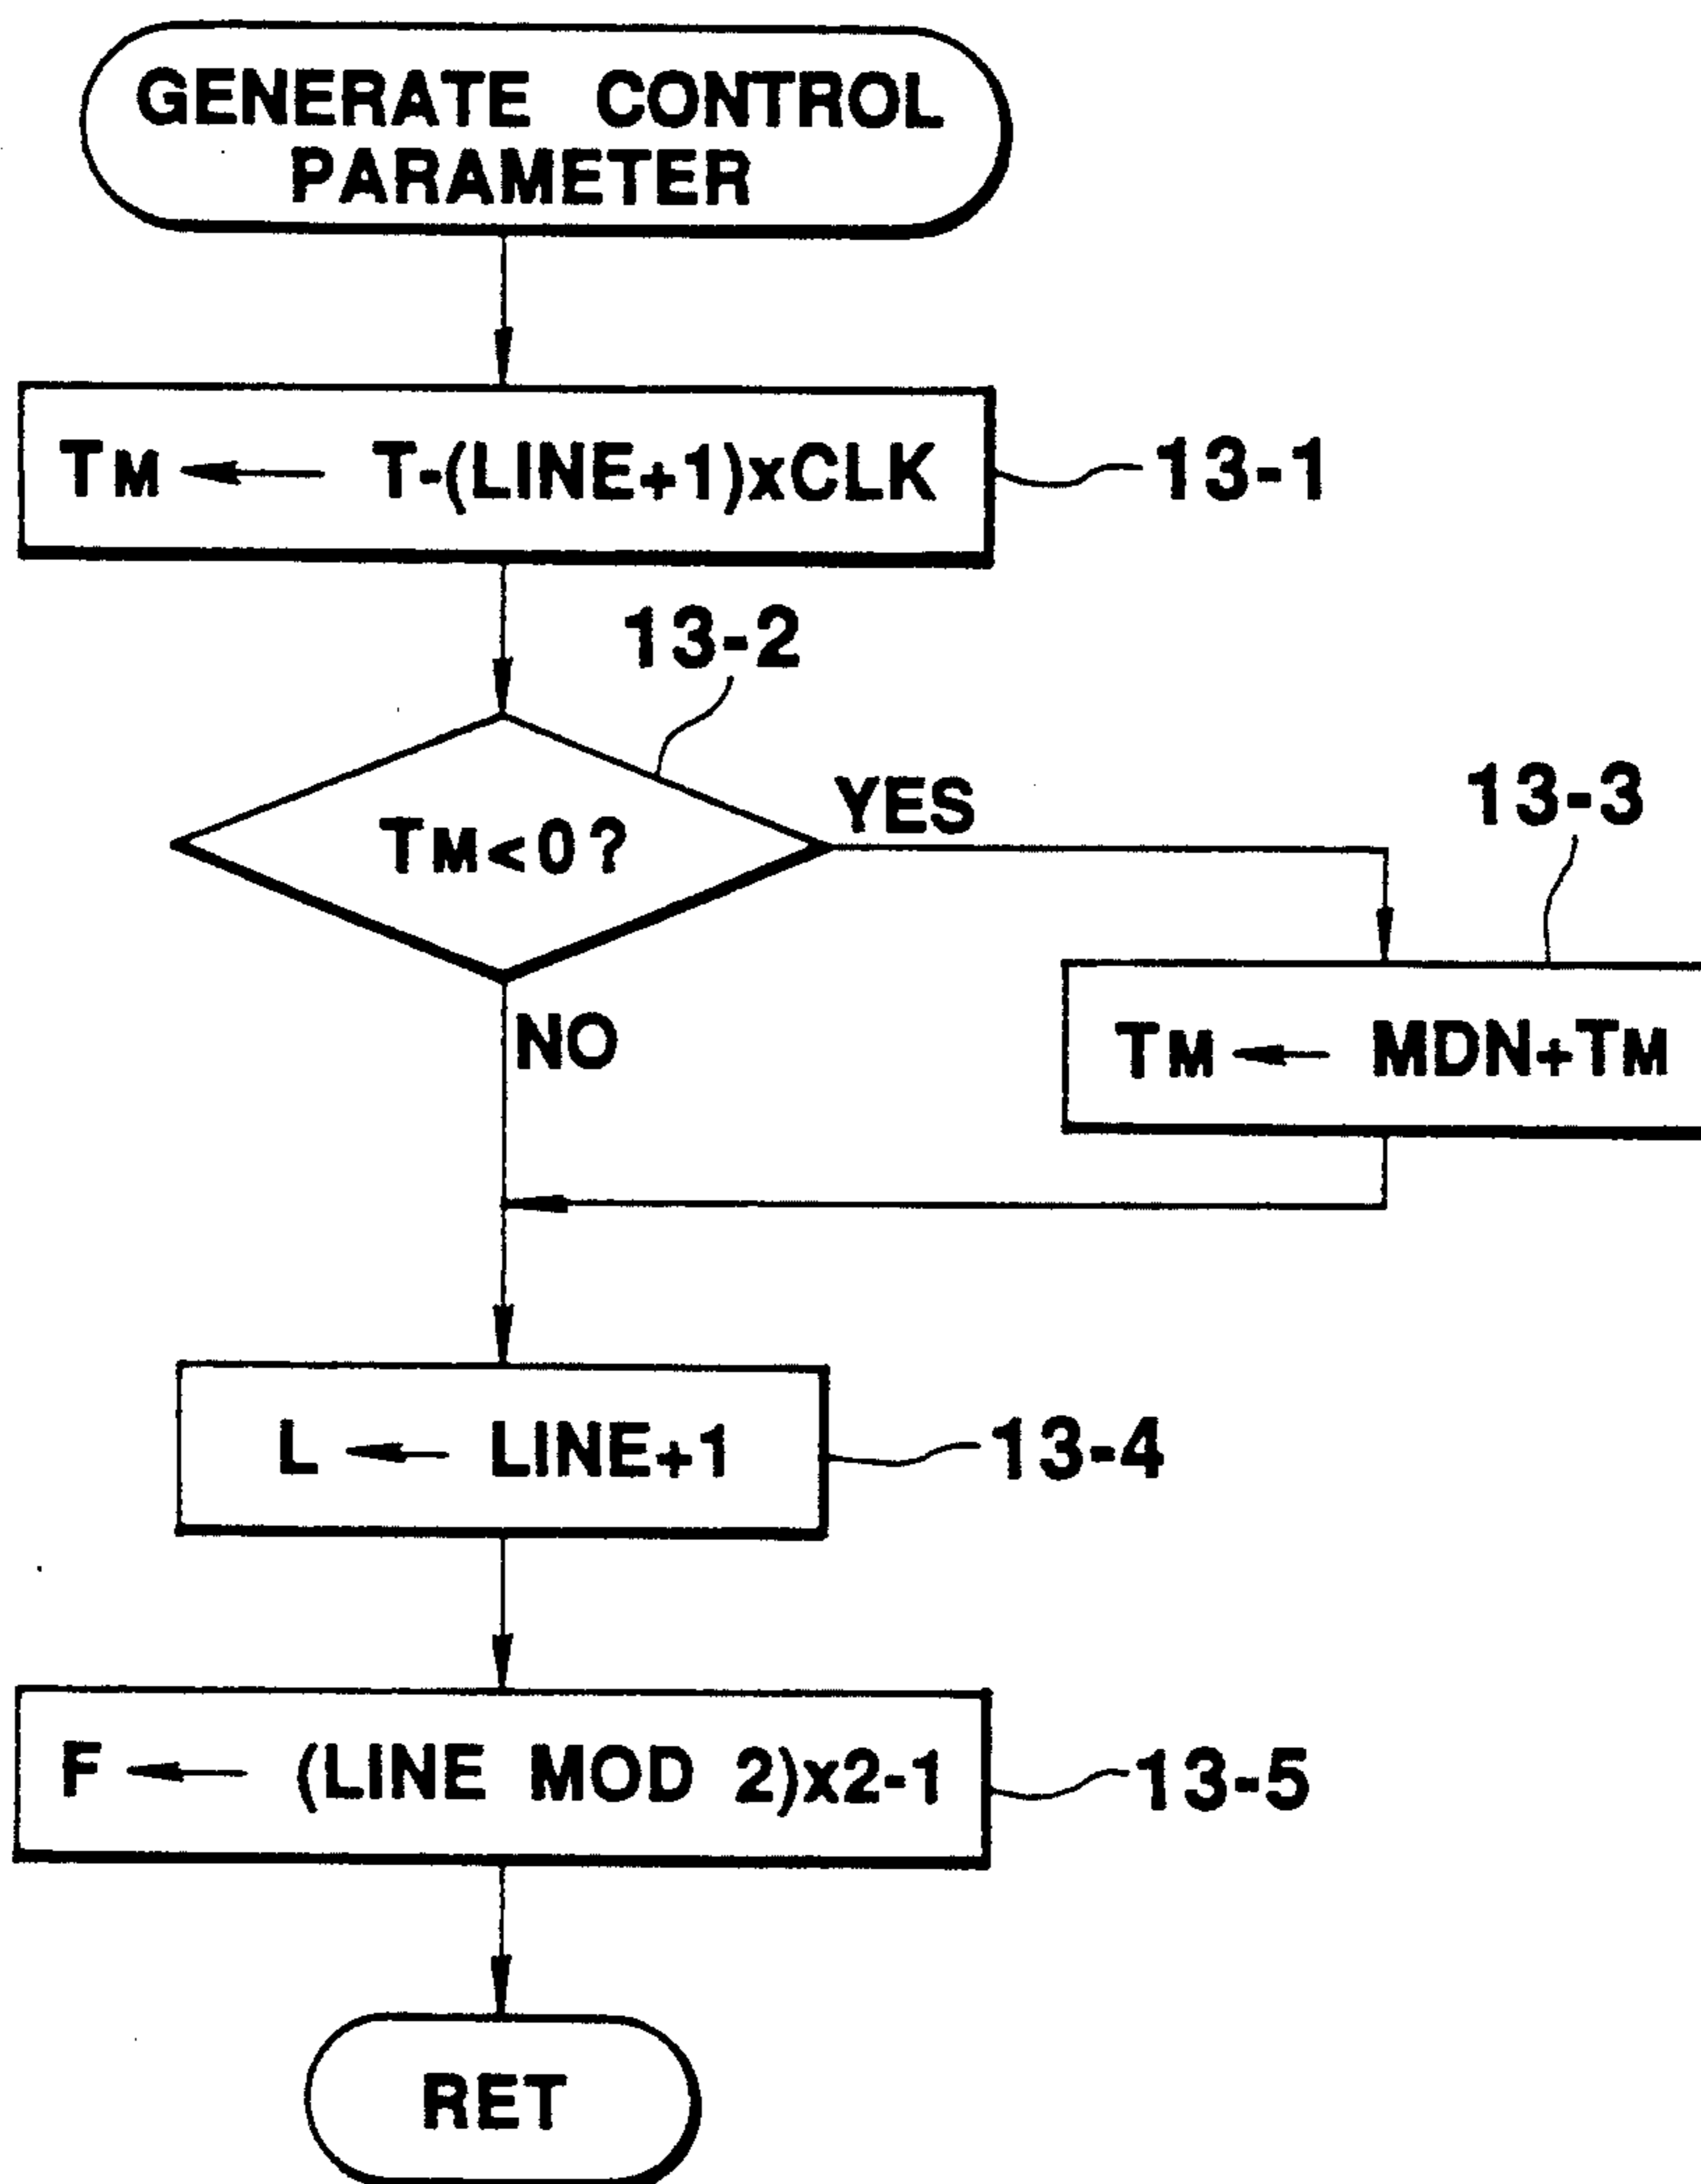 GENERATE CONTROL
PARAMETER
TM ← T-(LINE+1)xCLK
13-1
13-2
TM<0?
YES
13-3
NO
TM ← MDN+TM
L ← LINE+1
13-4
F ← (LINE MOD 2)x2-1
13-5
RET